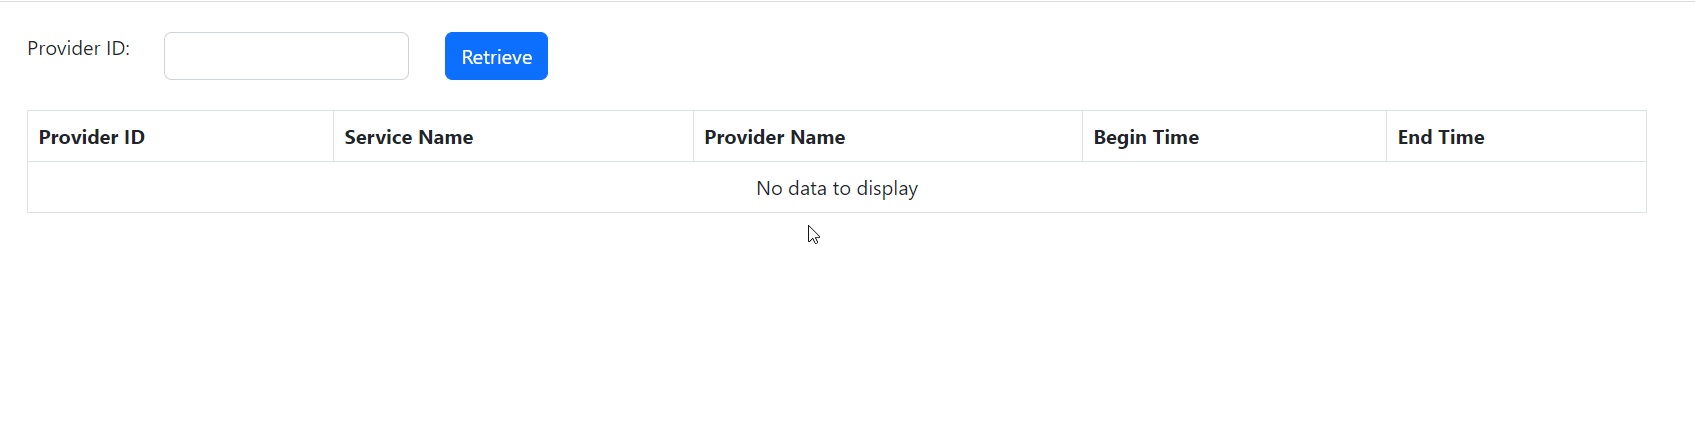 Provider ID:
Retrieve
Provider ID Service Name Provider Name Begin Time End Time
No data to display